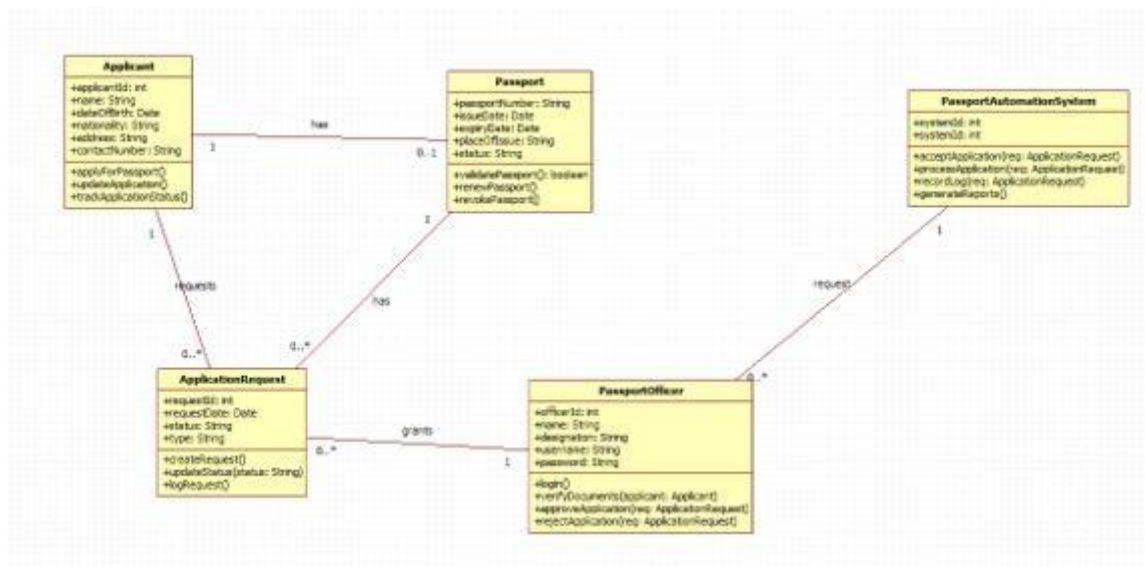 Applicant
+applicantId: int
+name: String
+dateOfBirth: Date
+nationality: String
+address: String
+contactNumber: String
+applyForPassport()
+updateApplication()
+trackApplicationStatus()
has
1
0..1
Passport
+passportNumber: String
+issueDate: Date
+expiryDate: Date
+placeOfIssue: String
+status: String
+validatePassport(): boolean
+renewPassport()
+revokePassport()
PassportAutomationSystem
+systemId: int
+systemId: int
+acceptApplication(req: ApplicationRequest)
+processApplication(req: ApplicationRequest)
+recordLog(req: ApplicationRequest)
+generateReports()
1
requests
0..*
1
has
0..*
1
request
0..*
ApplicationRequest
+requestId: int
+requestDate: Date
+status: String
+type: String
+createRequest()
+updateStatus(status: String)
+logRequest()
grants
0..*
1
PassportOfficer
+officerId: int
+name: String
+designation: String
+username: String
+password: String
+login()
+verifyDocuments(applicant: Applicant)
+approveApplication(req: ApplicationRequest)
+rejectApplication(req: ApplicationRequest)